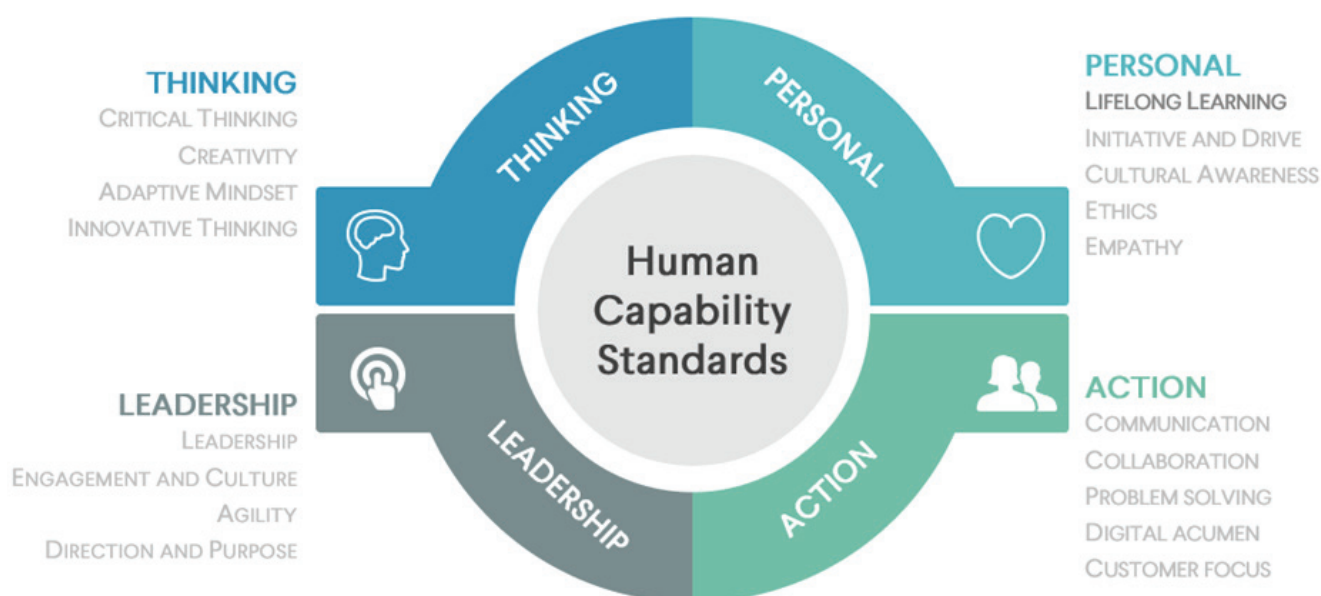 THINKING
CRITICAL THINKING
CREATIVITY
ADAPTIVE MINDSET
INNOVATIVE THINKING
THINKING
PERSONAL
PERSONAL
LIFELONG LEARNING
INITIATIVE AND DRIVE
CULTURAL AWARENESS
ETHICS
EMPATHY
Human
Capability
Standards
LEADERSHIP
LEADERSHIP
ENGAGEMENT AND CULTURE
AGILITY
DIRECTION AND PURPOSE
LEADERSHIP
ACTION
ACTION
COMMUNICATION
COLLABORATION
PROBLEM SOLVING
DIGITAL ACUMEN
CUSTOMER FOCUS